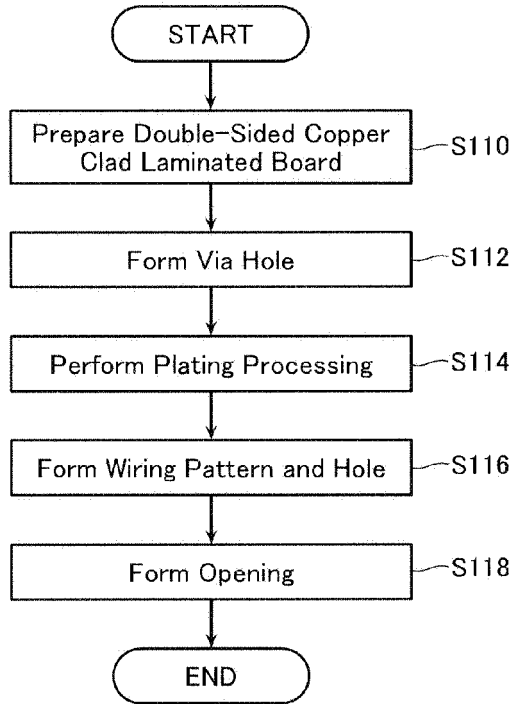 START
Prepare Double-Sided Copper
Clad Laminated Board
S110
Form Via Hole
S112
Perform Plating Processing
S114
Form Wiring Pattern and Hole
S116
Form Opening
S118
END